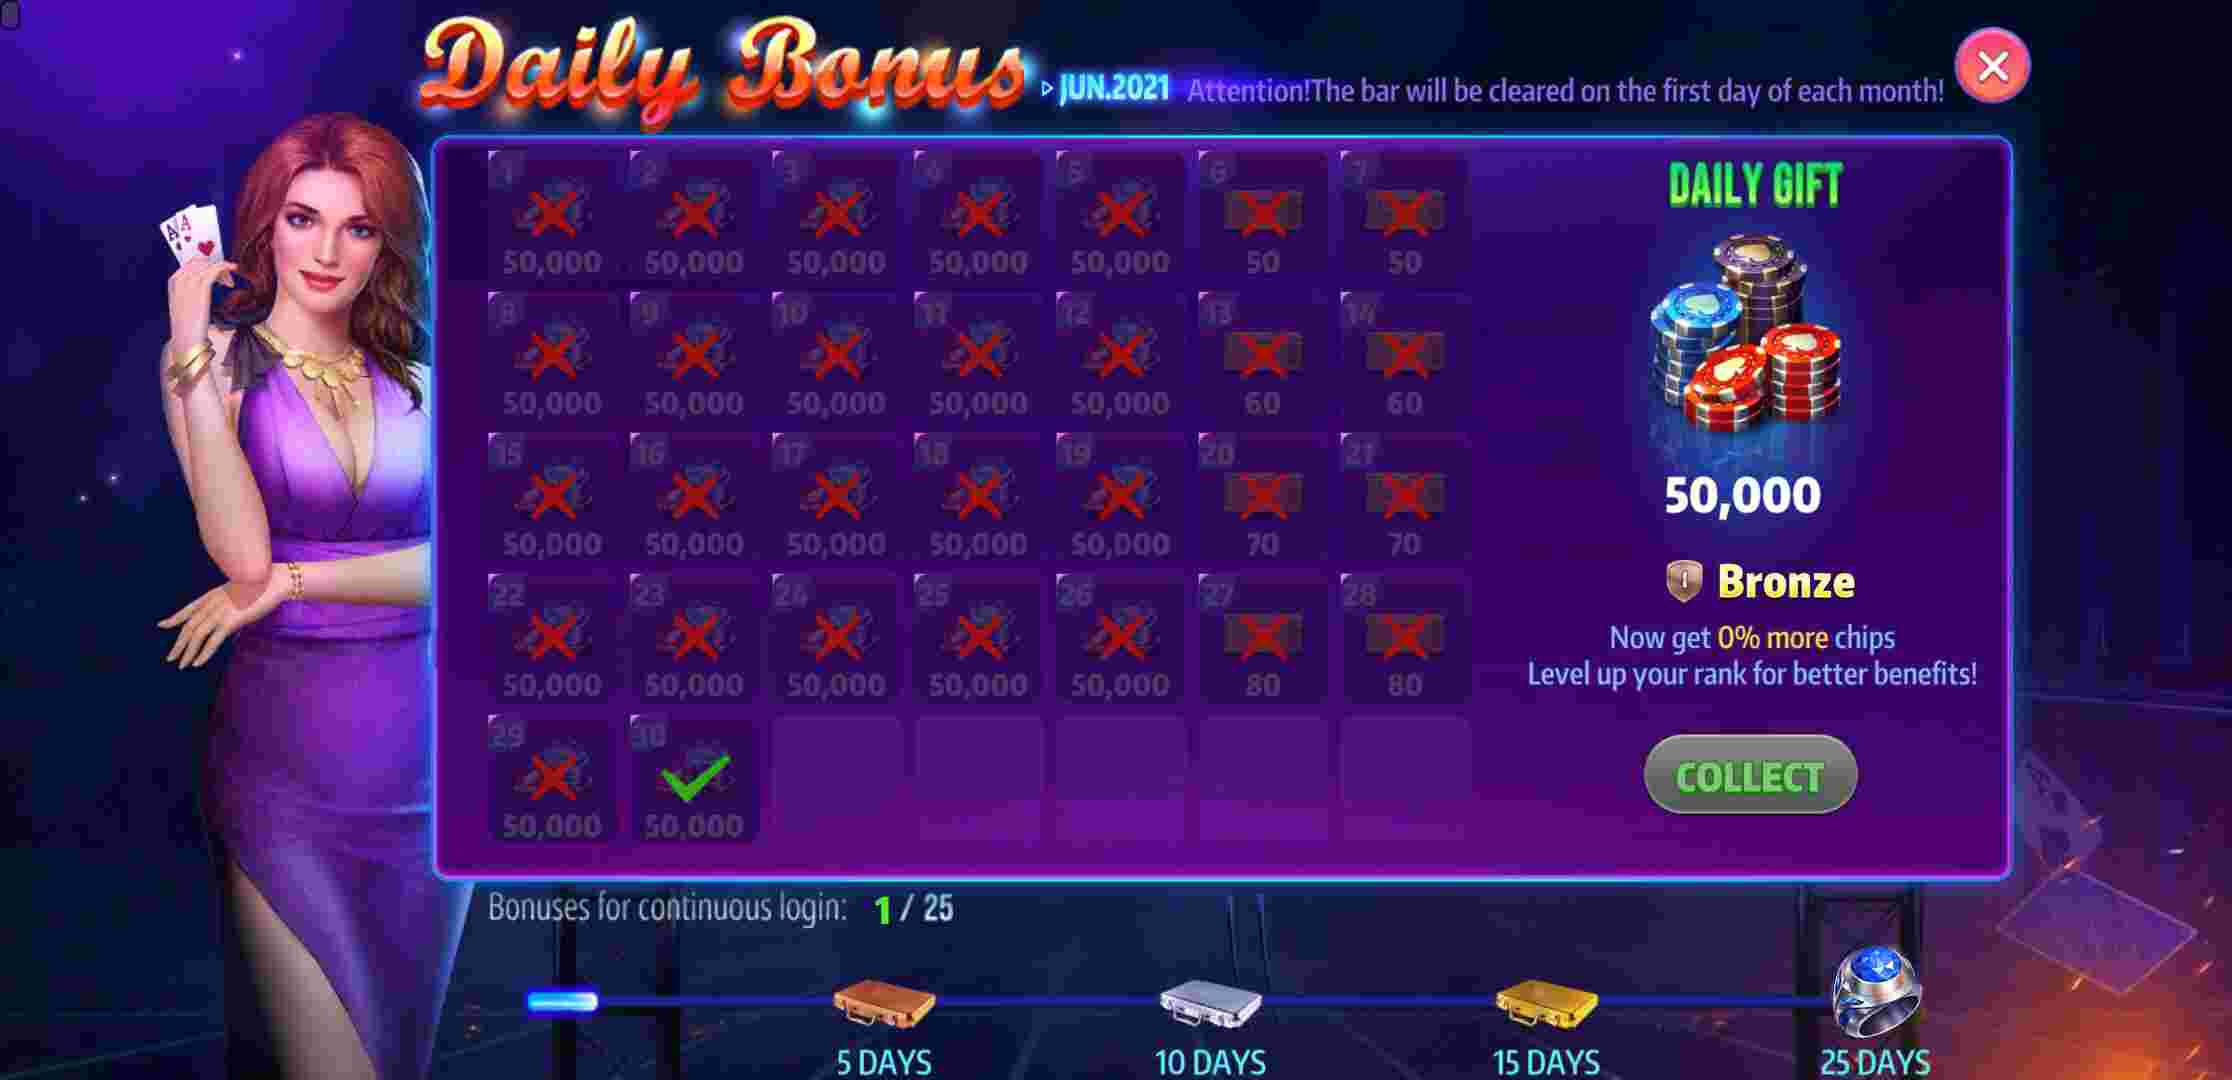 Daily Bonus
JUN.2021 Attention!The bar will be cleared on the first day of each month!
1 2 3 4 5 6 7
50,000 50,000 50,000 50,000 50,000 50 50
8 9 10 11 12 13 14
50,000 50,000 50,000 50,000 50,000 60 60
15 16 17 18 19 20 21
50,000 50,000 50,000 50,000 50,000 70 70
22 23 24 25 26 27 28
50,000 50,000 50,000 50,000 50,000 80 80
29 30
50,000 50,000
DAILY GIFT
50,000
Bronze
Now get 0% more chips
Level up your rank for better benefits!
COLLECT
Bonuses for continuous login: 1 / 25
5 DAYS 10 DAYS 15 DAYS 25 DAYS
A A